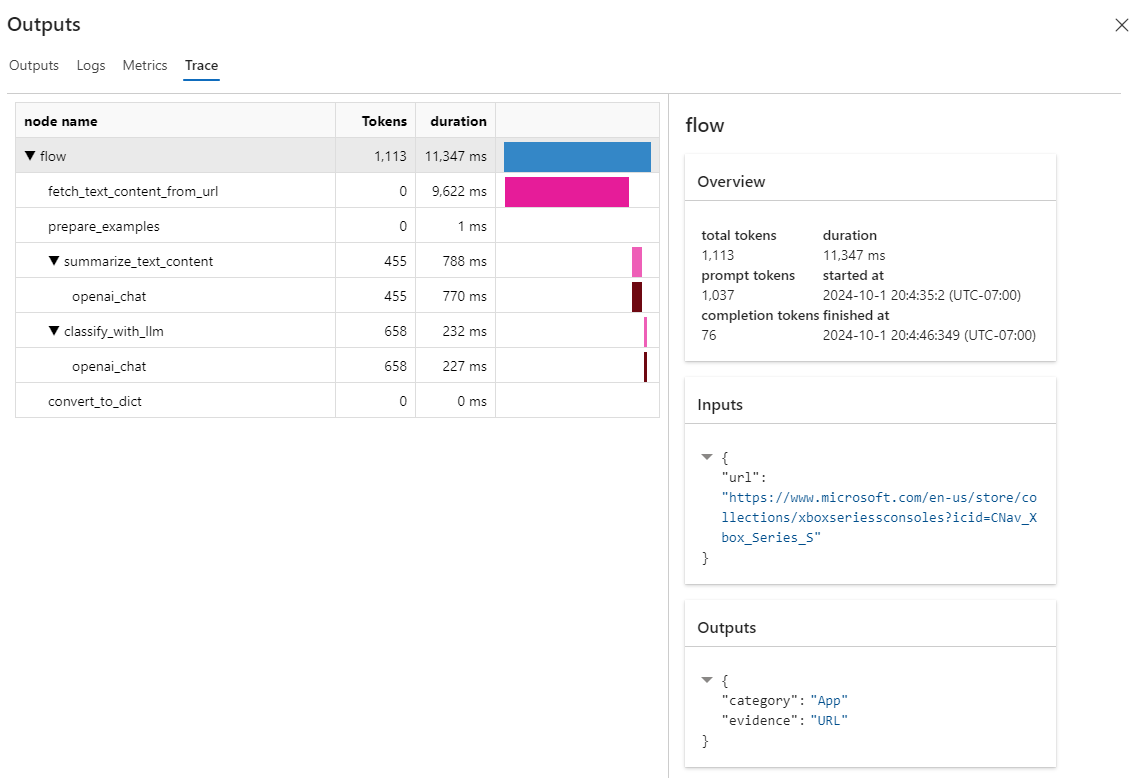 Outputs
Outputs Logs Metrics Trace
node name Tokens duration
flow 1,113 11,347 ms
fetch_text_content_from_url 0 9,622 ms
prepare_examples 0 1 ms
summarize_text_content 455 788 ms
openai_chat 455 770 ms
classify_with_llm 658 232 ms
openai_chat 658 227 ms
convert_to_dict 0 0 ms
flow
Overview
total tokens duration
1,113 11,347 ms
prompt tokens started at
1,037 2024-10-1 20:4:35:2 (UTC-07:00)
completion tokens finished at
76 2024-10-1 20:4:46:349 (UTC-07:00)
Inputs
{
"url":
"https://www.microsoft.com/en-us/store/co
llections/xboxseriessconsoles?icid=CNav_X
box_Series_S"
}
Outputs
{
"category": "App"
"evidence": "URL"
}